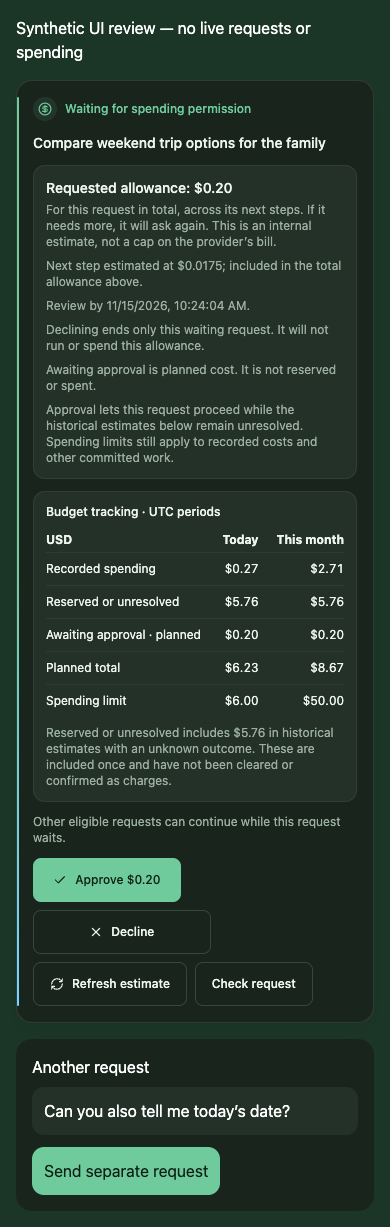 Synthetic UI review — no live requests or
spending
Waiting for spending permission
Compare weekend trip options for the family
Requested allowance: $0.20
For this request in total, across its next steps. If it
needs more, it will ask again. This is an internal
estimate, not a cap on the provider's bill.
Next step estimated at $0.0175; included in the total
allowance above.
Review by 11/15/2026, 10:24:04 AM.
Declining ends only this waiting request. It will not
run or spend this allowance.
Awaiting approval is planned cost. It is not reserved
or spent.
Approval lets this request proceed while the
historical estimates below remain unresolved.
Spending limits still apply to recorded costs and
other committed work.
Budget tracking · UTC periods
USD Today This month
Recorded spending $0.27 $2.71
Reserved or unresolved $5.76 $5.76
Awaiting approval · planned $0.20 $0.20
Planned total $6.23 $8.67
Spending limit $6.00 $50.00
Reserved or unresolved includes $5.76 in historical
estimates with an unknown outcome. These are
included once and have not been cleared or
confirmed as charges.
Other eligible requests can continue while this request
waits.
Approve $0.20
Decline
Refresh estimate Check request
Another request
Can you also tell me today's date?
Send separate request